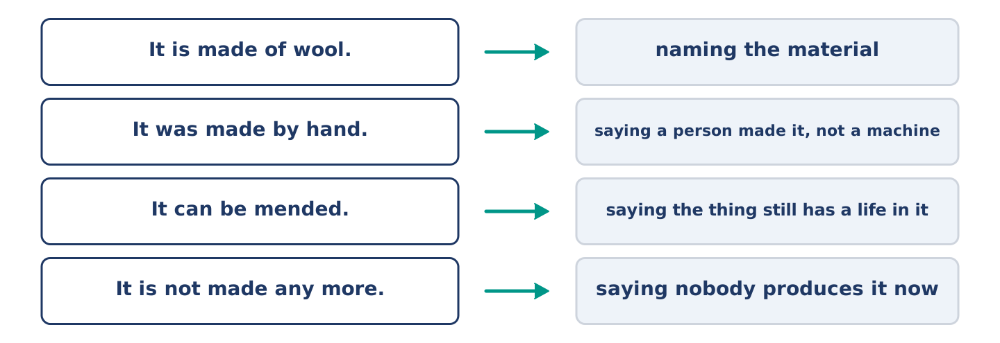 It is made of wool.
naming the material
It was made by hand.
saying a person made it, not a machine
It can be mended.
saying the thing still has a life in it
It is not made any more.
saying nobody produces it now